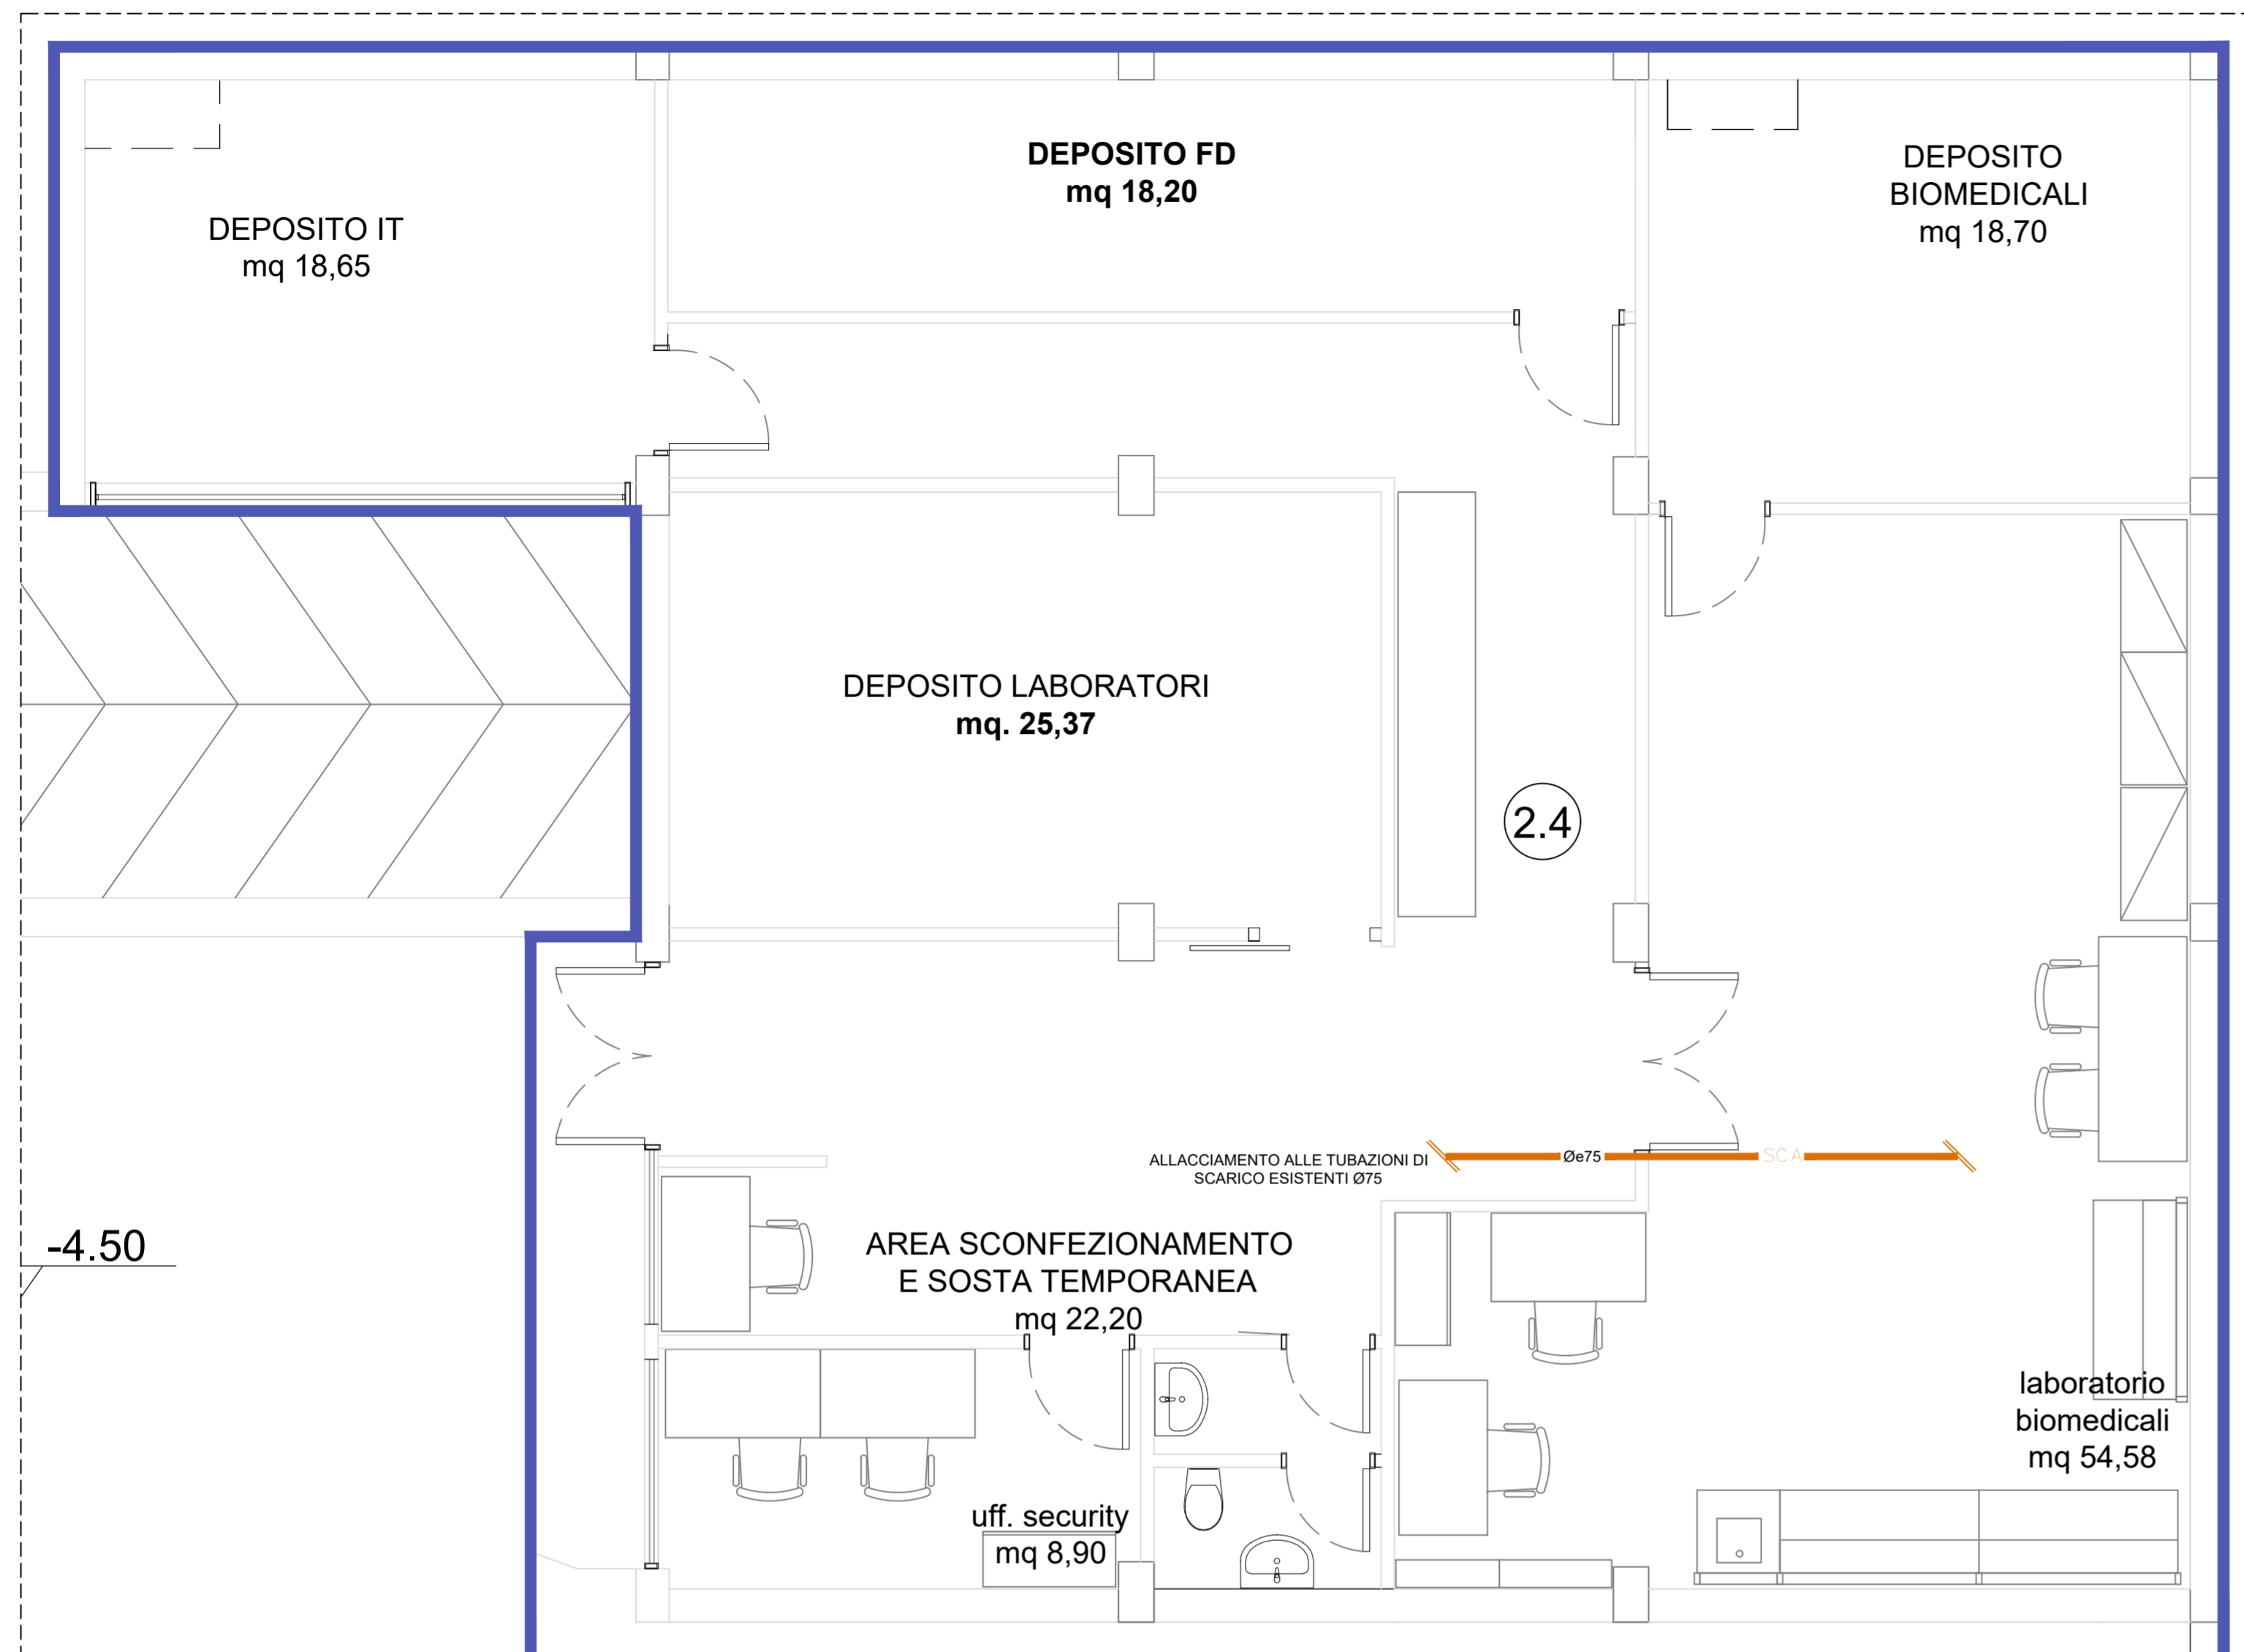 DEPOSITO FD
mq 18,20
DEPOSITO
BIOMEDICALI
mq 18,70
DEPOSITO IT
mq 18,65
DEPOSITO LABORATORI
mq. 25,37
2.4
ALLACCIAMENTO ALLE TUBAZIONI DI
SCARICO ESISTENTI Ø75
Øe75
SCA
-4.50
AREA SCONFEZIONAMENTO
E SOSTA TEMPORANEA
mq 22,20
laboratorio
biomedicali
mq 54,58
uff. security
mq 8,90